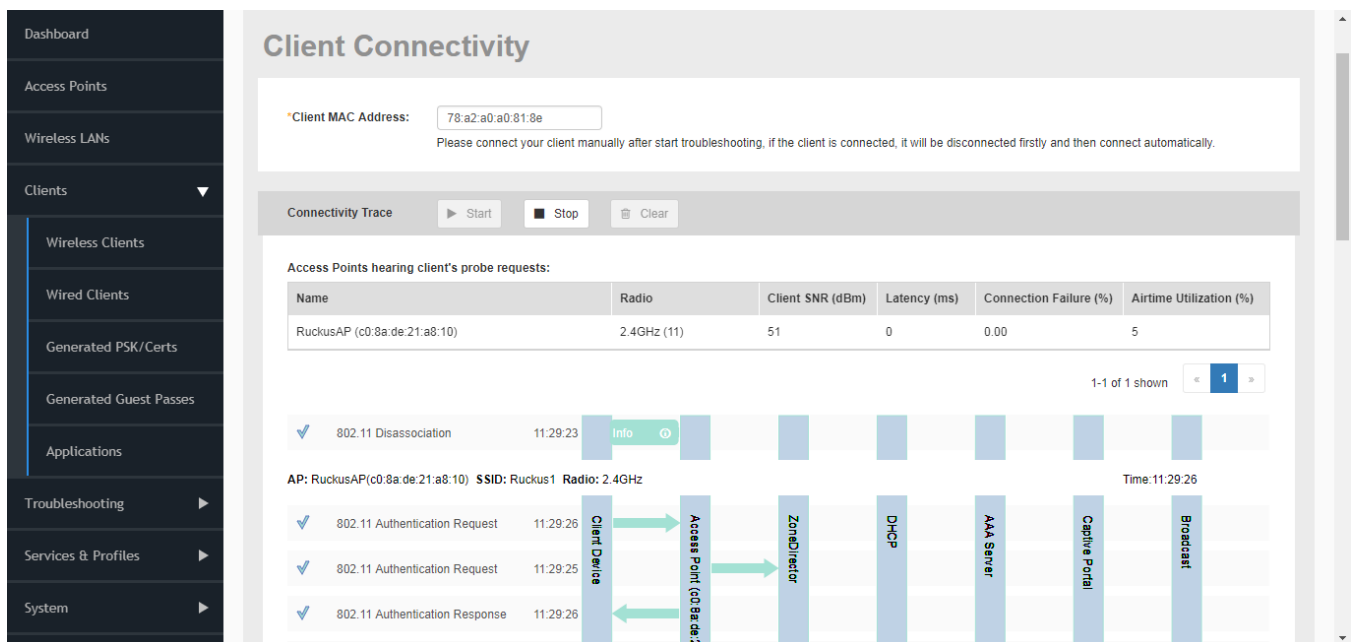 Dashboard
Access Points
Wireless LANs
Clients
Wireless Clients
Wired Clients
Generated PSK/Certs
Generated Guest Passes
Applications
Troubleshooting
Services & Profiles
System
Client Connectivity
*Client MAC Address: 78:a2:a0:a0:81:8e
Please connect your client manually after start troubleshooting, if the client is connected, it will be disconnected firstly and then connect automatically.
Connectivity Trace Start Stop Clear
Access Points hearing client's probe requests:
Name Radio Client SNR (dBm) Latency (ms) Connection Failure (%) Airtime Utilization (%)
RuckusAP (c0:8a:de:21:a8:10) 2.4GHz (11) 51 0 0.00 5
1-1 of 1 shown « 1 »
802.11 Disassociation 11:29:23 Info
AP: RuckusAP(c0:8a:de:21:a8:10) SSID: Ruckus1 Radio: 2.4GHz Time:11:29:26
802.11 Authentication Request 11:29:26
802.11 Authentication Request 11:29:25
802.11 Authentication Response 11:29:26
Client Device
Access Point (c0:8a:de:2
ZoneDirector
DHCP
AAA Server
Captive Portal
Broadcast